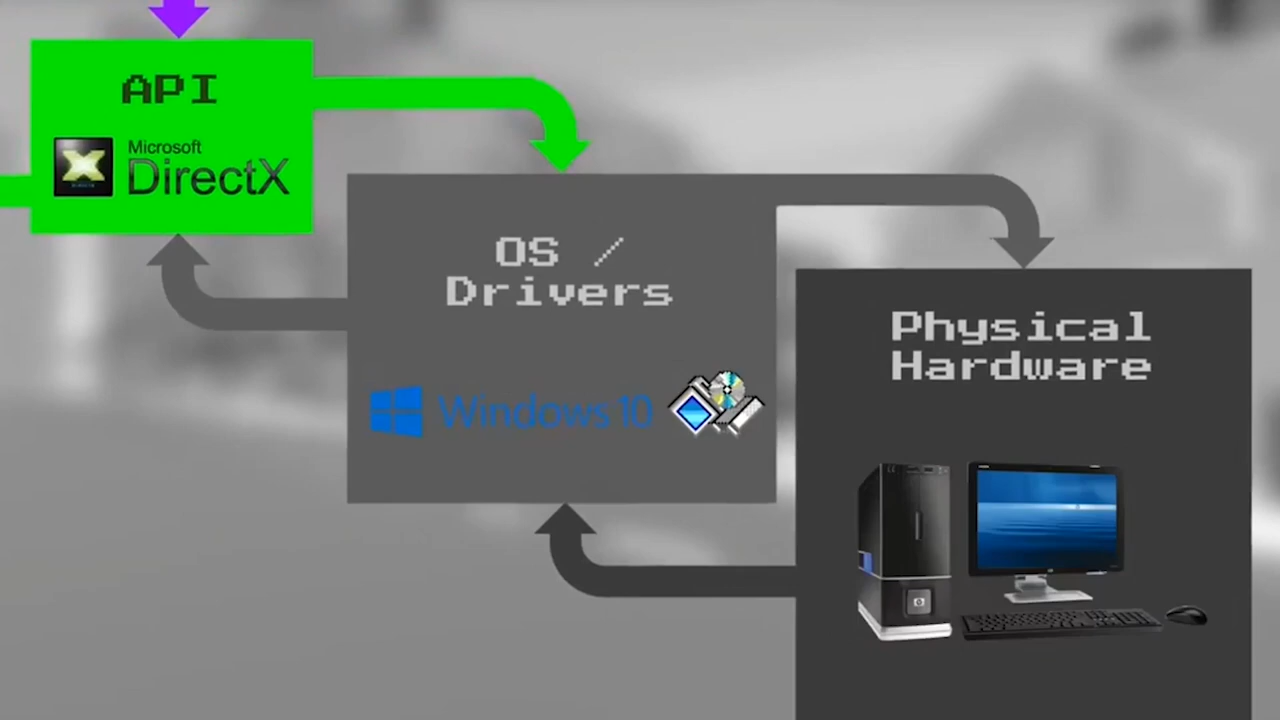 API
Microsoft
DirectX
OS /
Drivers
Windows 10
Physical
Hardware